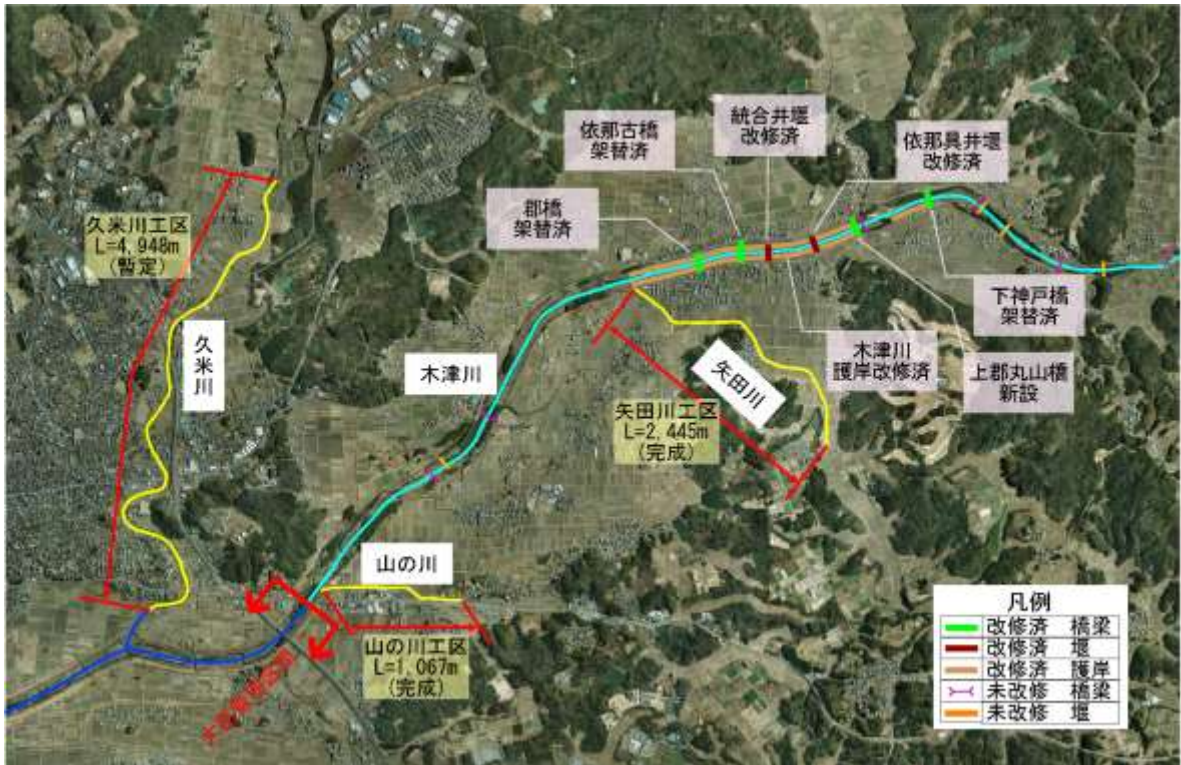 統合井堰
改修済
依那古橋
架替済
依那具井堰
改修済
郡橋
架替済
久米川工区
L=4,948m
(暫定)
下神戸橋
架替済
久米川
木津川
木津川
護岸改修済
上郡丸山橋
新設
矢田川
矢田川工区
L=2,445m
(完成)
山の川
山の川工区
L=1,067m
(完成)
凡例
改修済 橋梁
改修済 堰
改修済 護岸
未改修 橋梁
未改修 堰